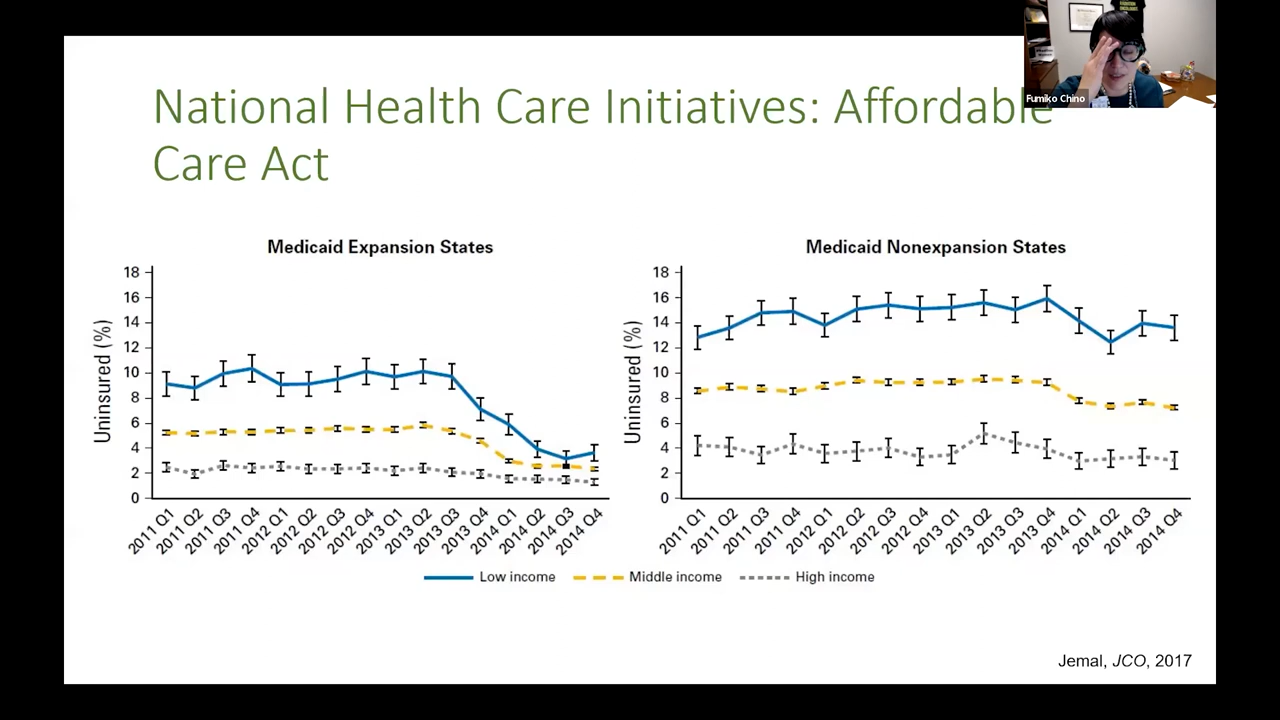 National Health Care Initiatives: Affordable
Care Act
Fumiko Chino
Medicaid Expansion States
Uninsured (%)
18
16
14
12
10
8
6
4
2
0
2011 Q1
2011 Q2
2011 Q3
2011 Q4
2012 Q1
2012 Q2
2012 Q3
2012 Q4
2013 Q1
2013 Q2
2013 Q3
2013 Q4
2014 Q1
2014 Q2
2014 Q3
2014 Q4
Medicaid Nonexpansion States
Uninsured (%)
18
16
14
12
10
8
6
4
2
0
2011 Q1
2011 Q2
2011 Q3
2011 Q4
2012 Q1
2012 Q2
2012 Q3
2012 Q4
2013 Q1
2013 Q2
2013 Q3
2013 Q4
2014 Q1
2014 Q2
2014 Q3
2014 Q4
Low income Middle income High income
Jemal, JCO, 2017